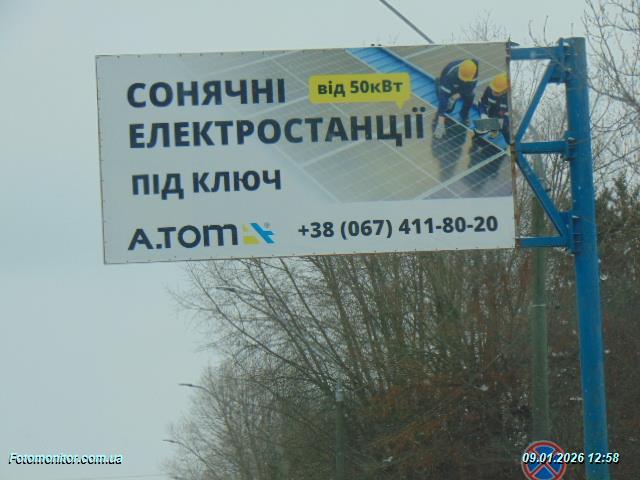 СОНЯЧНІ
від 50кВт
ЕЛЕКТРОСТАНЦІЇ
ПІД КЛЮЧ
A.TOM
+38 (067) 411-80-20
Fotomonitor.com.ua
09.01.2026 12:58